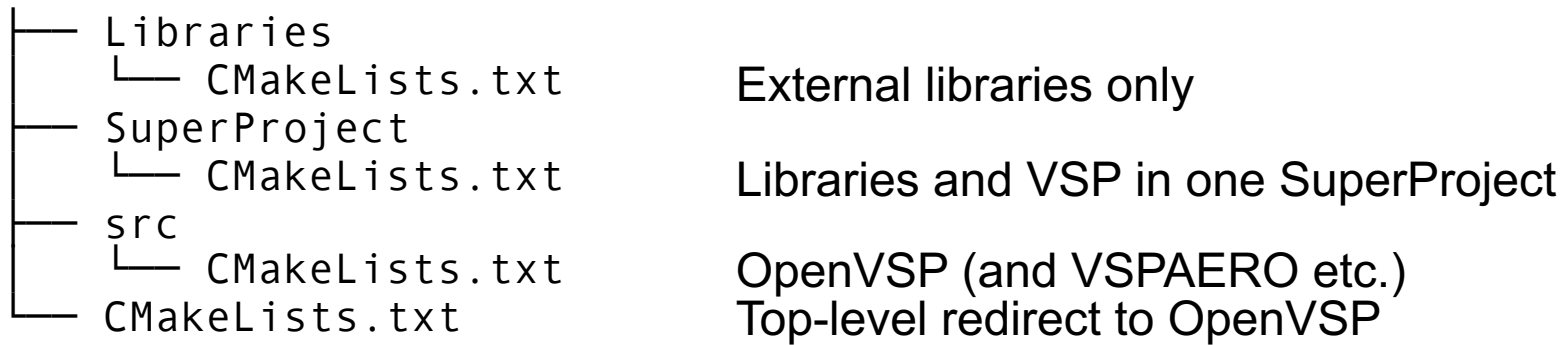 ├── Libraries
│   └── CMakeLists.txt External libraries only
├── SuperProject
│   └── CMakeLists.txt Libraries and VSP in one SuperProject
├── src
│   └── CMakeLists.txt OpenVSP (and VSPAERO etc.)
└── CMakeLists.txt Top-level redirect to OpenVSP